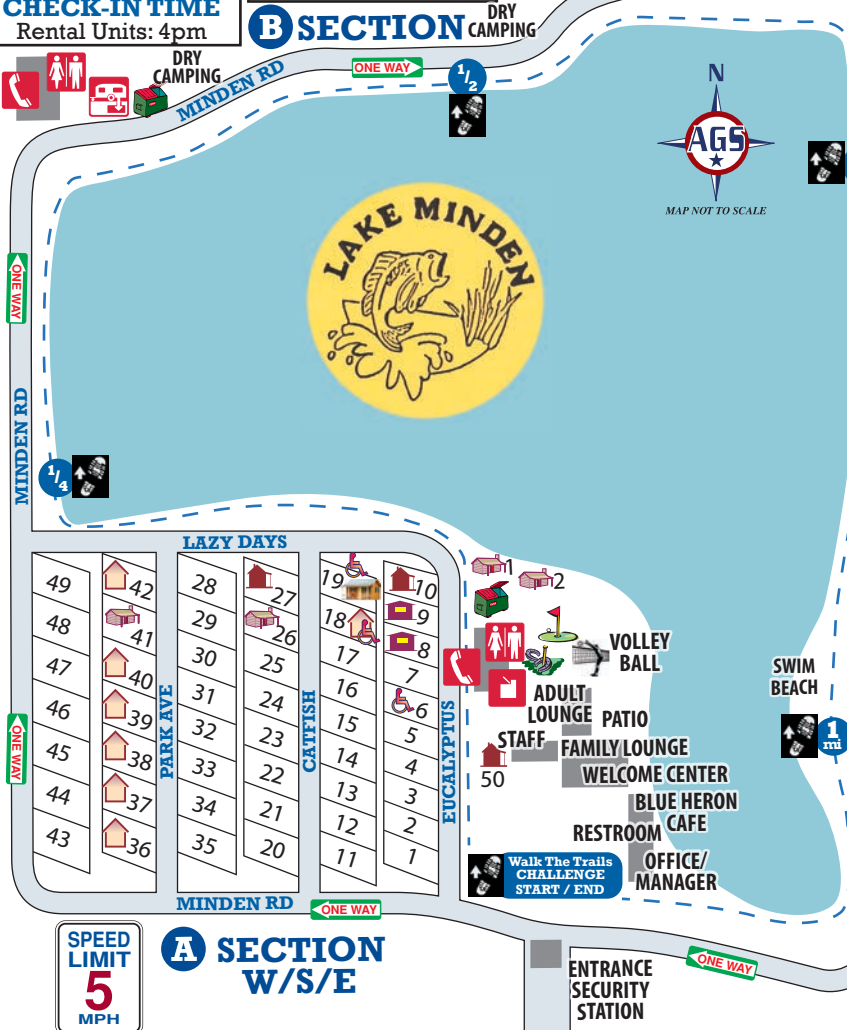 CHECK-IN TIME
Rental Units: 4pm
B SECTION
DRY
CAMPING
DRY
CAMPING
MINDEN RD
ONE WAY
1/2
N
AGS
MAP NOT TO SCALE
LAKE MINDEN
ONE WAY
MINDEN RD
1/4
LAZY DAYS
49
48
47
46
45
44
43
42
41
40
39
38
37
36
PARK AVE
28
29
30
31
32
33
34
35
27
26
25
24
23
22
21
20
CATFISH
19
18
17
16
15
14
13
12
11
10
9
8
7
6
5
4
3
2
1
EUCALYPTUS
1
2
VOLLEY
BALL
ADULT
LOUNGE
PATIO
STAFF
50
FAMILY LOUNGE
WELCOME CENTER
BLUE HERON
CAFE
RESTROOM
OFFICE/
MANAGER
SWIM
BEACH
1
mi
Walk The Trails
CHALLENGE
START / END
ONE WAY
MINDEN RD
ONE WAY
SPEED
LIMIT
5
MPH
A SECTION
W/S/E
ENTRANCE
SECURITY
STATION
ONE WAY